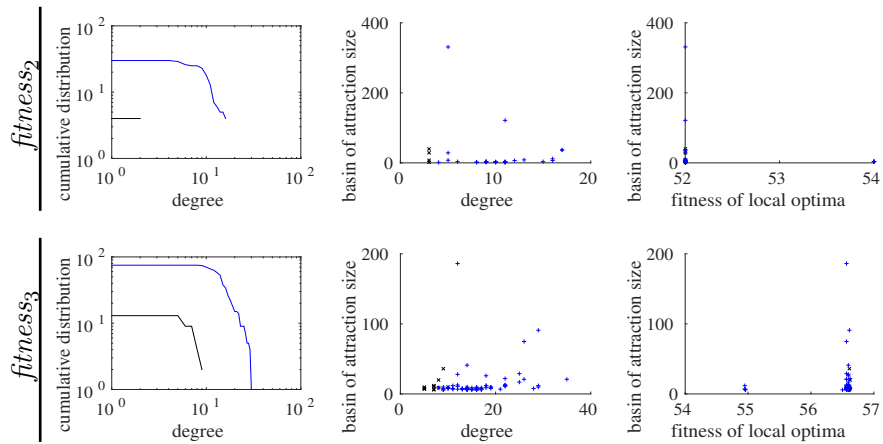 fitness2
cumulative distribution
10^2
10^1
10^0
10^0 10^1 10^2
degree
basin of attraction size
400
200
0
0 10 20
degree
basin of attraction size
400
200
0
52 53 54
fitness of local optima
fitness3
cumulative distribution
10^2
10^1
10^0
10^0 10^1 10^2
degree
basin of attraction size
200
100
0
0 20 40
degree
basin of attraction size
200
100
0
54 55 56 57
fitness of local optima